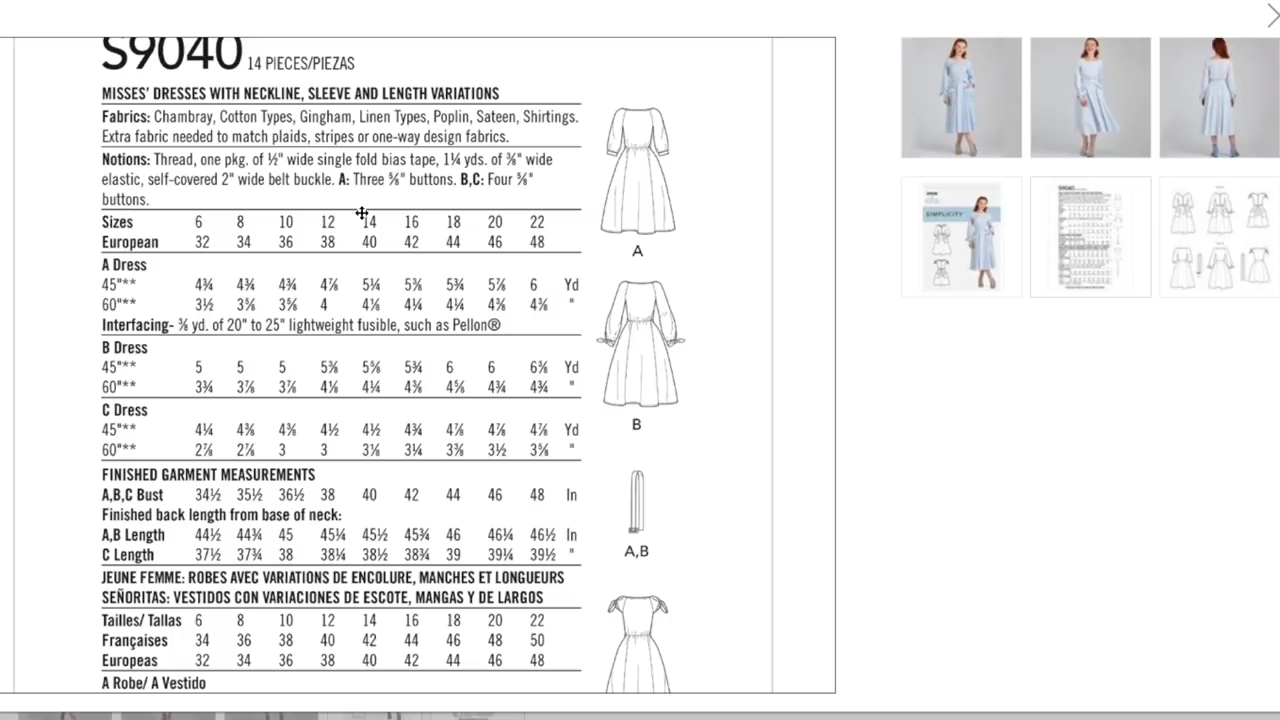 S9040 14 PIECES/PIEZAS
MISSES' DRESSES WITH NECKLINE, SLEEVE AND LENGTH VARIATIONS
Fabrics: Chambray, Cotton Types, Gingham, Linen Types, Poplin, Sateen, Shirtings.
Extra fabric needed to match plaids, stripes or one-way design fabrics.
Notions: Thread, one pkg. of ½" wide single fold bias tape, 1¼ yds. of ⅜" wide
elastic, self-covered 2" wide belt buckle. A: Three ⅝" buttons. B,C: Four ⅝"
buttons.
Sizes 6 8 10 12 14 16 18 20 22
European 32 34 36 38 40 42 44 46 48
A Dress
45"** 4¾ 4¾ 4¾ 4⅞ 5¼ 5⅝ 5¾ 5⅞ 6 Yd
60"** 3½ 3⅝ 3⅝ 4 4⅛ 4¼ 4¼ 4⅜ 4⅜ "
Interfacing- ⅜ yd. of 20" to 25" lightweight fusible, such as Pellon®
B Dress
45"** 5 5 5 5⅜ 5⅝ 5¾ 6 6 6⅜ Yd
60"** 3¾ 3⅞ 3⅞ 4⅛ 4¼ 4⅜ 4⅝ 4¾ 4¾ "
C Dress
45"** 4¼ 4⅜ 4⅜ 4½ 4½ 4¾ 4⅞ 4⅞ 4⅞ Yd
60"** 2⅞ 2⅞ 3 3 3⅛ 3¼ 3⅜ 3½ 3⅝ "
FINISHED GARMENT MEASUREMENTS
A,B,C Bust 34½ 35½ 36½ 38 40 42 44 46 48 In
Finished back length from base of neck:
A,B Length 44½ 44¾ 45 45¼ 45½ 45¾ 46 46¼ 46½ In
C Length 37½ 37¾ 38 38¼ 38½ 38¾ 39 39¼ 39½ "
JEUNE FEMME: ROBES AVEC VARIATIONS DE ENCOLURE, MANCHES ET LONGUEURS
SEÑORITAS: VESTIDOS CON VARIACIONES DE ESCOTE, MANGAS Y DE LARGOS
Tailles/ Tallas 6 8 10 12 14 16 18 20 22
Françaises 34 36 38 40 42 44 46 48 50
Europeas 32 34 36 38 40 42 44 46 48
A Robe/ A Vestido
A
B
A,B
SIMPLICITY